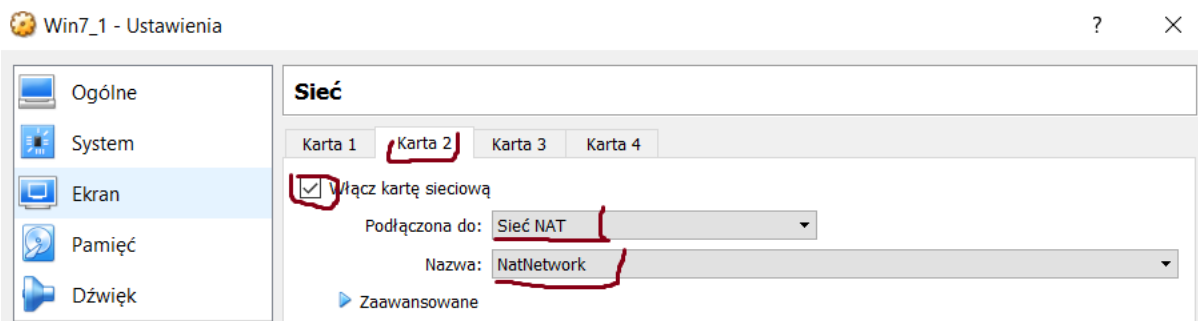 Win7_1 - Ustawienia ?
Ogólne
System
Ekran
Pamięć
Dźwięk
Sieć
Karta 1 Karta 2 Karta 3 Karta 4
Włącz kartę sieciową
Podłączona do: Sieć NAT
Nazwa: NatNetwork
Zaawansowane